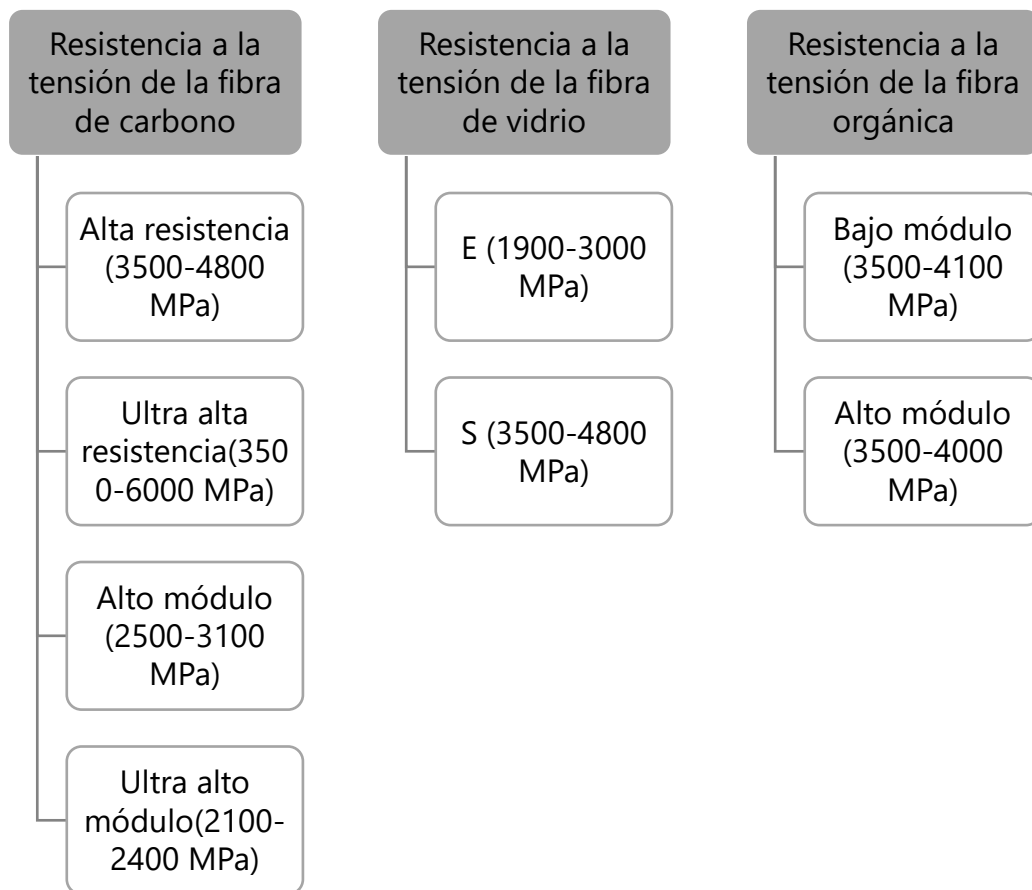 Resistencia a la
tensión de la fibra
de carbono
Alta resistencia
(3500-4800
MPa)
Ultra alta
resistencia(350
0-6000 MPa)
Alto módulo
(2500-3100
MPa)
Ultra alto
módulo(2100-
2400 MPa)
Resistencia a la
tensión de la fibra
de vidrio
E (1900-3000
MPa)
S (3500-4800
MPa)
Resistencia a la
tensión de la fibra
orgánica
Bajo módulo
(3500-4100
MPa)
Alto módulo
(3500-4000
MPa)